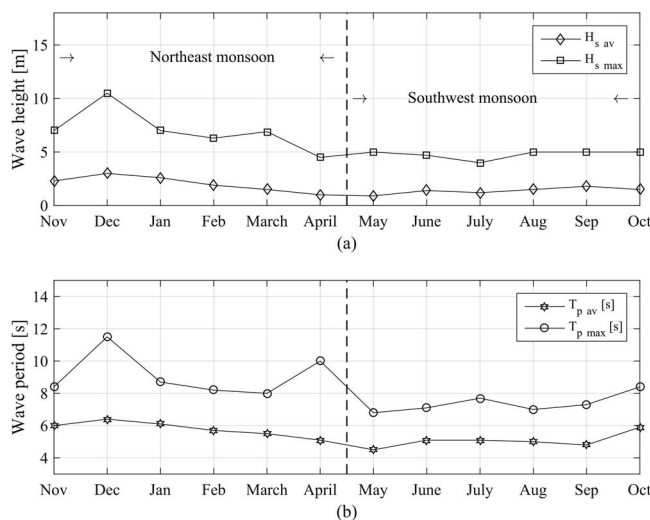 15
10
5
0
Wave height [m]
→ Northeast monsoon ←
→ Southwest monsoon ←
H s av
H s max
Nov Dec Jan Feb March April May June July Aug Sep Oct
(a)
14
12
10
8
6
4
Wave period [s]
T p av [s]
T p max [s]
Nov Dec Jan Feb March April May June July Aug Sep Oct
(b)